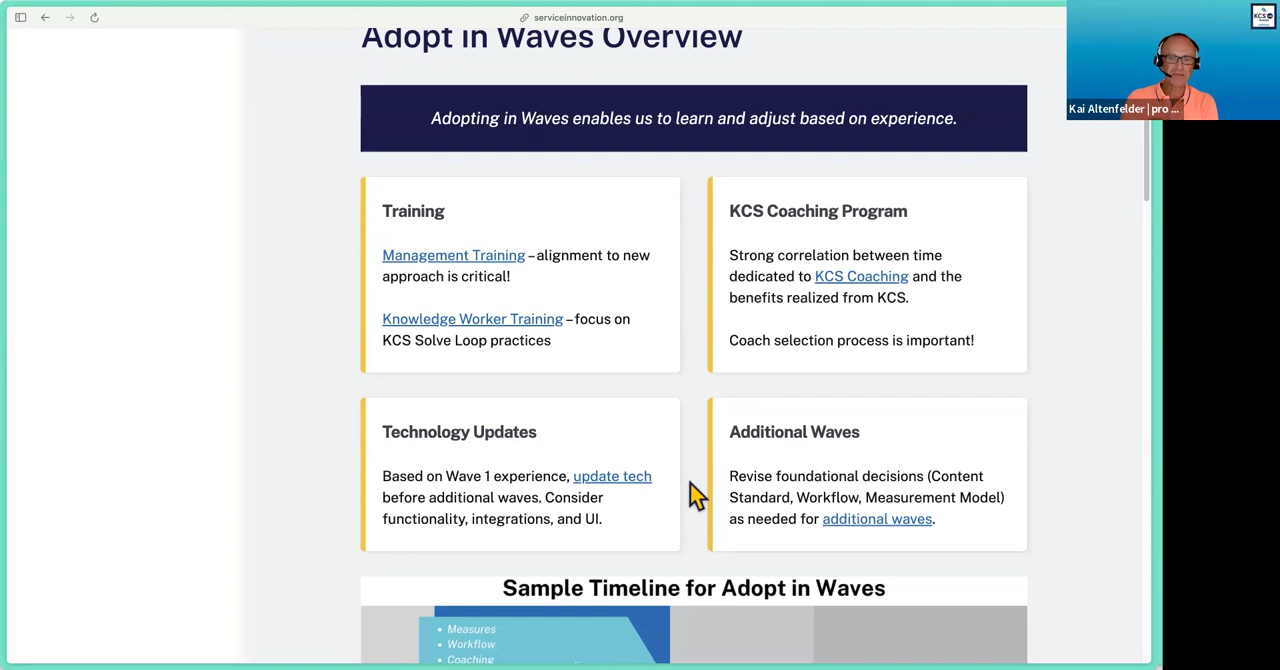 serviceinnovation.org
KCS
Kai Altenfelder | pro ...
Adopt in Waves Overview
Adopting in Waves enables us to learn and adjust based on experience.
Training
Management Training – alignment to new
approach is critical!
Knowledge Worker Training – focus on
KCS Solve Loop practices
KCS Coaching Program
Strong correlation between time
dedicated to KCS Coaching and the
benefits realized from KCS.
Coach selection process is important!
Technology Updates
Based on Wave 1 experience, update tech
before additional waves. Consider
functionality, integrations, and UI.
Additional Waves
Revise foundational decisions (Content
Standard, Workflow, Measurement Model)
as needed for additional waves.
Sample Timeline for Adopt in Waves
• Measures
• Workflow
• Coaching